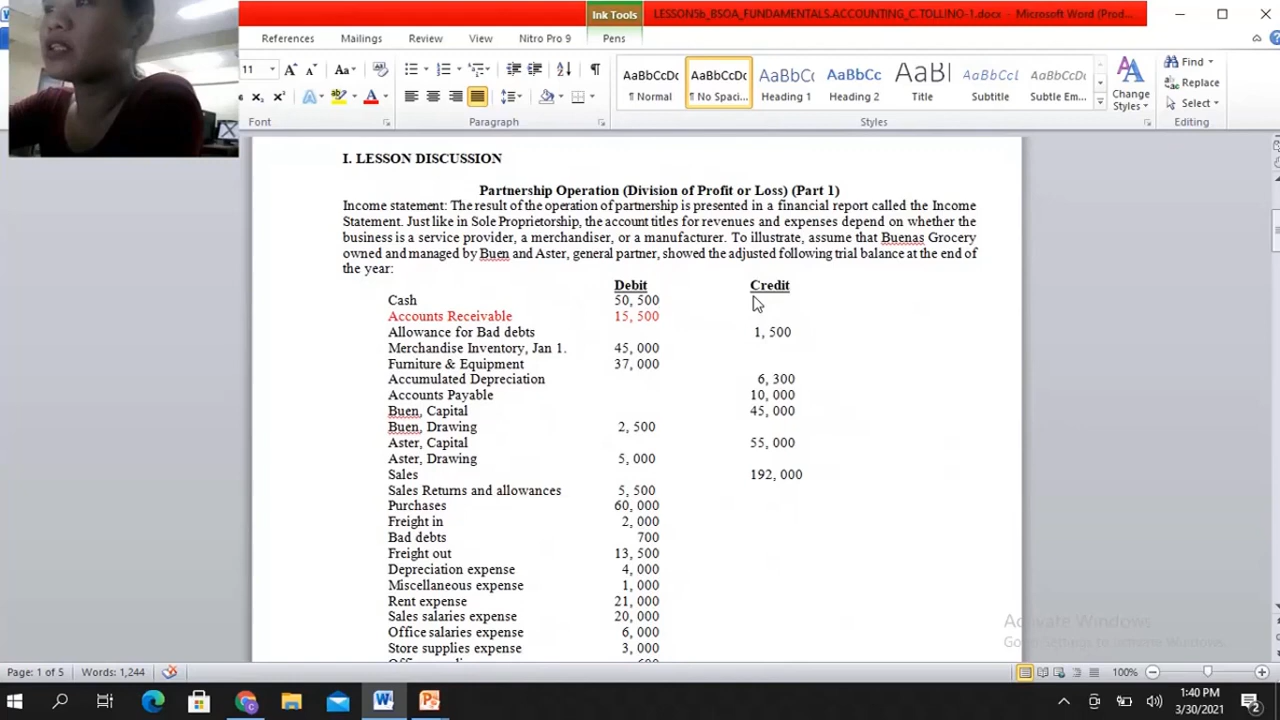 Ink Tools
LESSON5b_BSOA_FUNDAMENTALS.ACCOUNTING_C.TOLLINO-1.docx - Microsoft Word (Prod...
References Mailings Review View Nitro Pro 9 Pens
11
AaBbCcDc AaBbCcDc AaBbCc AaBbCc AaB AaBbCcL AaBbCcDc
¶ Normal ¶ No Spaci... Heading 1 Heading 2 Title Subtitle Subtle Em...
Change Styles
Find
Replace
Select
Font Paragraph Styles Editing
I. LESSON DISCUSSION
Partnership Operation (Division of Profit or Loss) (Part 1)
Income statement: The result of the operation of partnership is presented in a financial report called the Income
Statement. Just like in Sole Proprietorship, the account titles for revenues and expenses depend on whether the
business is a service provider, a merchandiser, or a manufacturer. To illustrate, assume that Buenas Grocery
owned and managed by Buen and Aster, general partner, showed the adjusted following trial balance at the end of
the year:
Debit Credit
Cash 50, 500
Accounts Receivable 15, 500
Allowance for Bad debts 1, 500
Merchandise Inventory, Jan 1. 45, 000
Furniture & Equipment 37, 000
Accumulated Depreciation 6, 300
Accounts Payable 10, 000
Buen, Capital 45, 000
Buen, Drawing 2, 500
Aster, Capital 55, 000
Aster, Drawing 5, 000
Sales 192, 000
Sales Returns and allowances 5, 500
Purchases 60, 000
Freight in 2, 000
Bad debts 700
Freight out 13, 500
Depreciation expense 4, 000
Miscellaneous expense 1, 000
Rent expense 21, 000
Sales salaries expense 20, 000
Office salaries expense 6, 000
Store supplies expense 3, 000
Activate Windows
Page: 1 of 5 Words: 1,244 100%
1:40 PM
3/30/2021
2